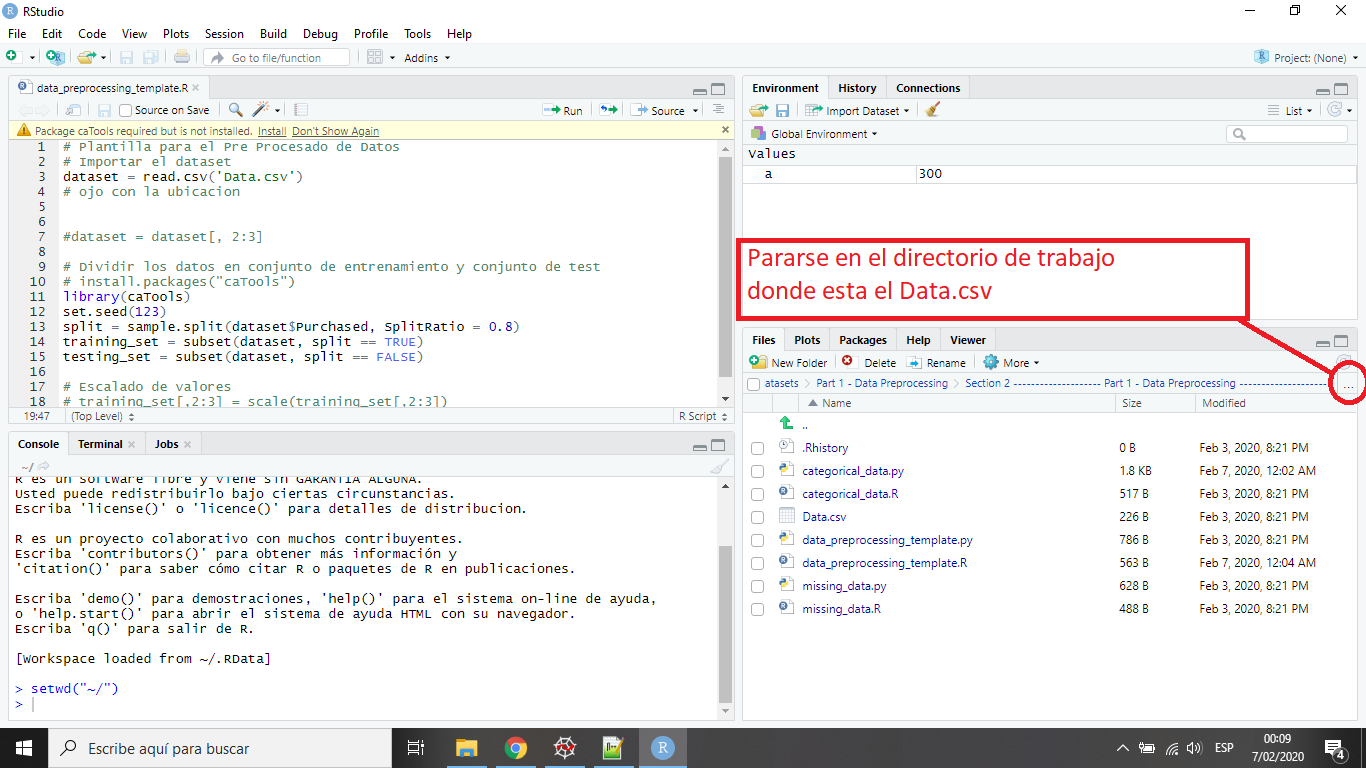 RStudio
File Edit Code View Plots Session Build Debug Profile Tools Help
Go to file/function Addins Project: (None)
data_preprocessing_template.R
Source on Save Run Source
Package caTools required but is not installed. Install Don't Show Again
1 # Plantilla para el Pre Procesado de Datos
2 # Importar el dataset
3 dataset = read.csv('Data.csv')
4 # ojo con la ubicacion
5
6
7 #dataset = dataset[, 2:3]
8
9 # Dividir los datos en conjunto de entrenamiento y conjunto de test
10 # install.packages("caTools")
11 library(caTools)
12 set.seed(123)
13 split = sample.split(dataset$Purchased, SplitRatio = 0.8)
14 training_set = subset(dataset, split == TRUE)
15 testing_set = subset(dataset, split == FALSE)
16
17 # Escalado de valores
18 # training_set[,2:3] = scale(training_set[,2:3])
19:47 (Top Level) R Script
Console Terminal Jobs
~/
R es un software libre y viene sin GARANTIA ALGUNA.
Usted puede redistribuirlo bajo ciertas circunstancias.
Escriba 'license()' o 'licence()' para detalles de distribucion.
R es un proyecto colaborativo con muchos contribuyentes.
Escriba 'contributors()' para obtener más información y
'citation()' para saber cómo citar R o paquetes de R en publicaciones.
Escriba 'demo()' para demostraciones, 'help()' para el sistema on-line de ayuda,
o 'help.start()' para abrir el sistema de ayuda HTML con su navegador.
Escriba 'q()' para salir de R.
[Workspace loaded from ~/.RData]
> setwd("~/")
>
Environment History Connections
Import Dataset List
Global Environment
Values
a 300
Pararse en el directorio de trabajo
donde esta el Data.csv
Files Plots Packages Help Viewer
New Folder Delete Rename More
atasets Part 1 - Data Preprocessing Section 2 -------------------- Part 1 - Data Preprocessing -------------------- ...
Name Size Modified
..
.Rhistory 0 B Feb 3, 2020, 8:21 PM
categorical_data.py 1.8 KB Feb 7, 2020, 12:02 AM
categorical_data.R 517 B Feb 3, 2020, 8:21 PM
Data.csv 226 B Feb 3, 2020, 8:21 PM
data_preprocessing_template.py 786 B Feb 3, 2020, 8:21 PM
data_preprocessing_template.R 563 B Feb 7, 2020, 12:04 AM
missing_data.py 628 B Feb 3, 2020, 8:21 PM
missing_data.R 488 B Feb 3, 2020, 8:21 PM
Escribe aquí para buscar
ESP
00:09
7/02/2020
4